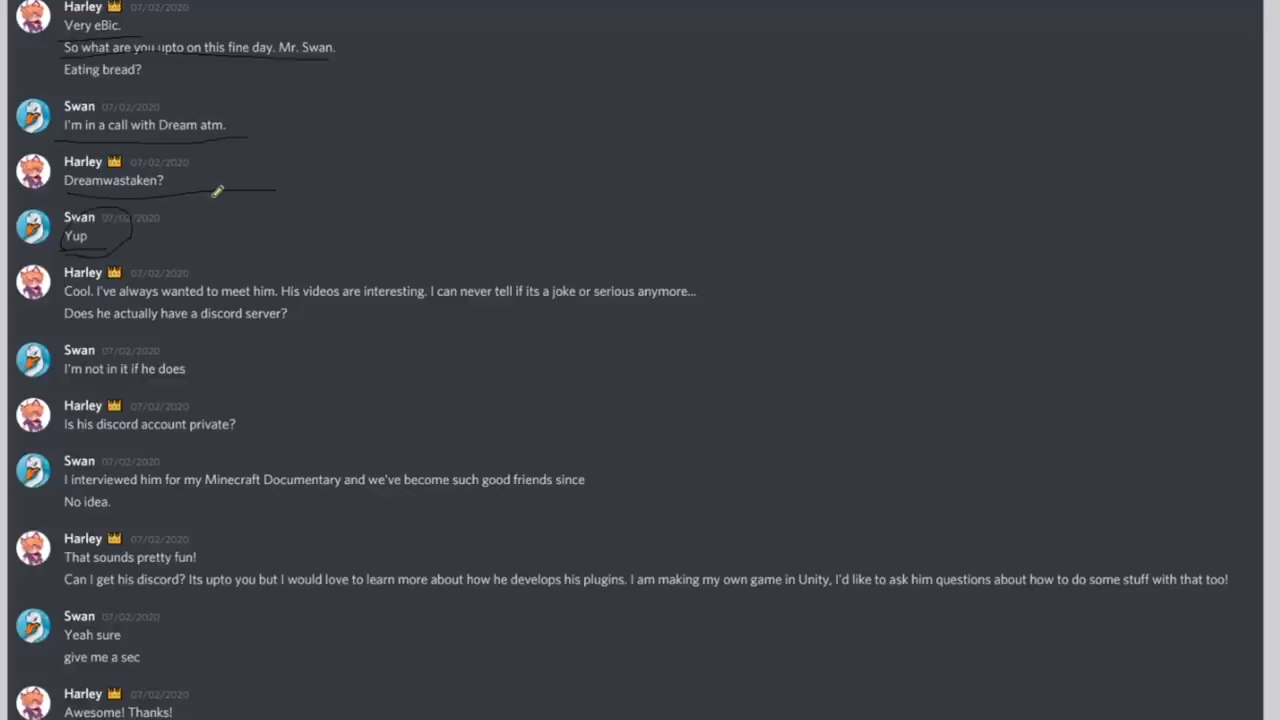 Harley 07/02/2020
Very eBic.
So what are you upto on this fine day. Mr. Swan.
Eating bread?
Swan 07/02/2020
I'm in a call with Dream atm.
Harley 07/02/2020
Dreamwastaken?
Swan 07/02/2020
Yup
Harley 07/02/2020
Cool. I've always wanted to meet him. His videos are interesting. I can never tell if its a joke or serious anymore...
Does he actually have a discord server?
Swan 07/02/2020
I'm not in it if he does
Harley 07/02/2020
Is his discord account private?
Swan 07/02/2020
I interviewed him for my Minecraft Documentary and we've become such good friends since
No idea.
Harley 07/02/2020
That sounds pretty fun!
Can I get his discord? Its upto you but I would love to learn more about how he develops his plugins. I am making my own game in Unity, I'd like to ask him questions about how to do some stuff with that too!
Swan 07/02/2020
Yeah sure
give me a sec
Harley 07/02/2020
Awesome! Thanks!